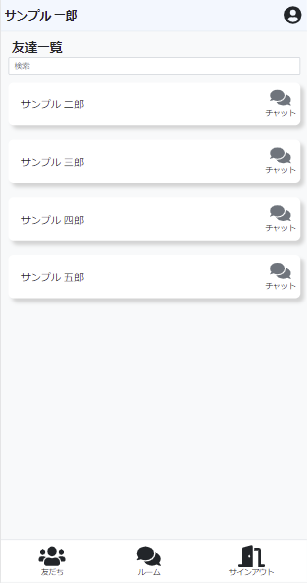 サンプル 一郎
友達一覧
検索
サンプル 二郎
チャット
サンプル 三郎
チャット
サンプル 四郎
チャット
サンプル 五郎
チャット
友だち
ルーム
サインアウト